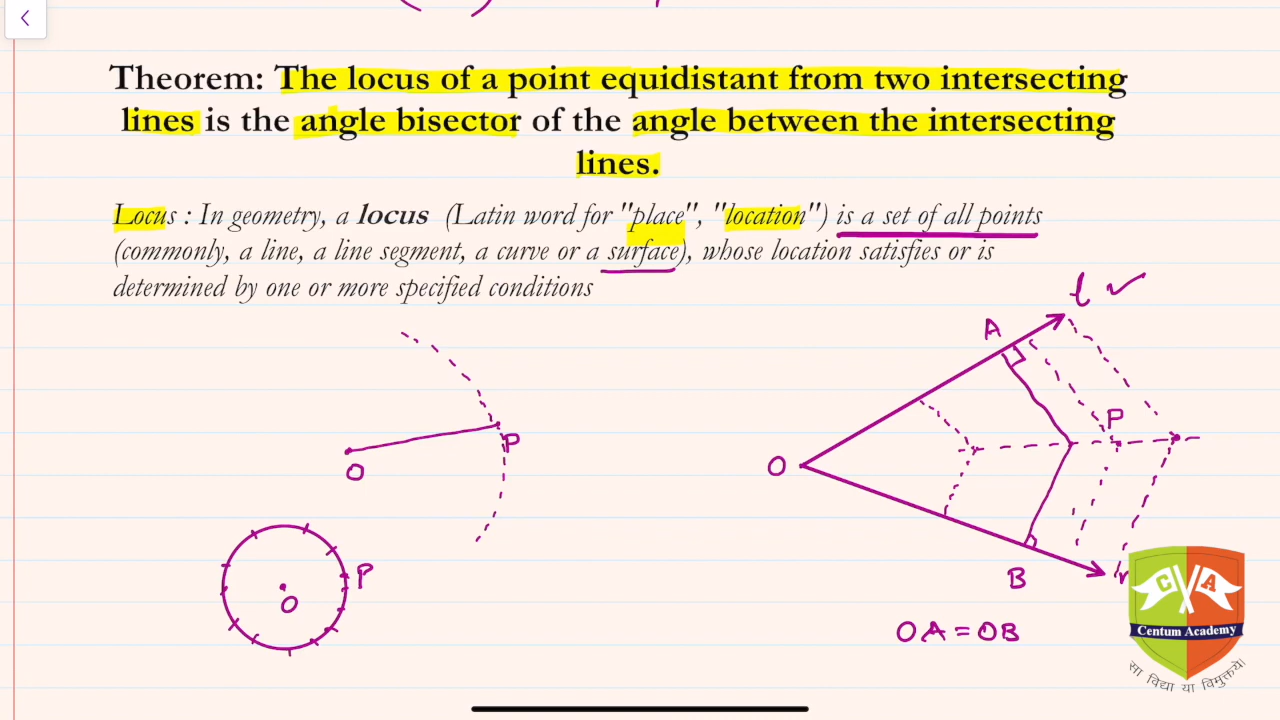 Theorem: The locus of a point equidistant from two intersecting
lines is the angle bisector of the angle between the intersecting
lines.
Locus : In geometry, a locus (Latin word for "place", "location") is a set of all points
(commonly, a line, a line segment, a curve or a surface), whose location satisfies or is
determined by one or more specified conditions
l
A
P
O
P
O
P
O
B
OA = OB
C A
Centum Academy
सा विद्या या विमुक्तये।